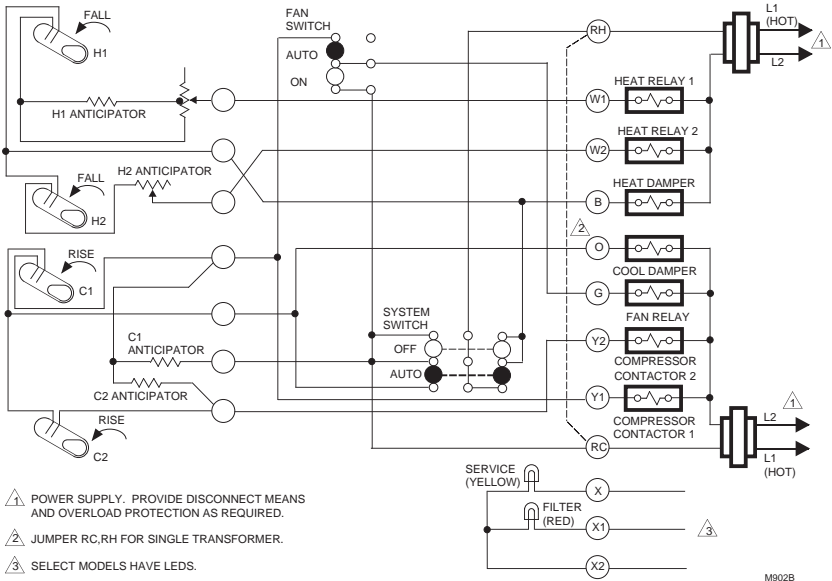 FALL
H1
H1 ANTICIPATOR
H2 ANTICIPATOR
FALL
H2
RISE
C1
C1
ANTICIPATOR
C2 ANTICIPATOR
RISE
C2
FAN
SWITCH
AUTO
ON
SYSTEM
SWITCH
OFF
AUTO
RH
W1
W2
B
2
O
G
Y2
Y1
RC
HEAT RELAY 1
HEAT RELAY 2
HEAT DAMPER
COOL DAMPER
FAN RELAY
COMPRESSOR
CONTACTOR 2
COMPRESSOR
CONTACTOR 1
L1
(HOT)
1
L2
L2
1
L1
(HOT)
SERVICE
(YELLOW)
X
FILTER
(RED)
X1
3
X2
1 POWER SUPPLY. PROVIDE DISCONNECT MEANS
AND OVERLOAD PROTECTION AS REQUIRED.
2 JUMPER RC,RH FOR SINGLE TRANSFORMER.
3 SELECT MODELS HAVE LEDS.
M902B